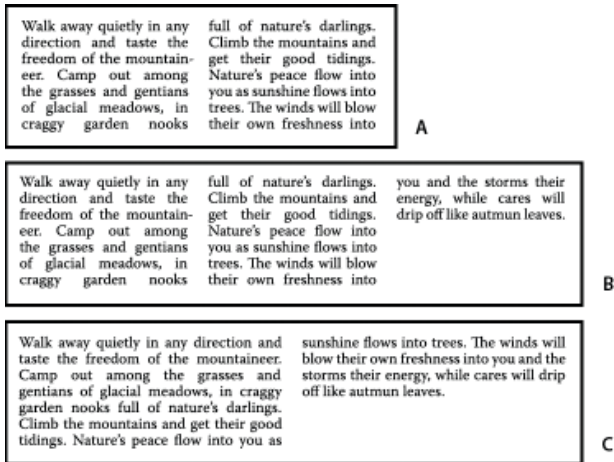 Walk away quietly in any
direction and taste the
freedom of the mountain-
eer. Camp out among
the grasses and gentians
of glacial meadows, in
craggy garden nooks
full of nature's darlings.
Climb the mountains and
get their good tidings.
Nature's peace flow into
you as sunshine flows into
trees. The winds will blow
their own freshness into
A
Walk away quietly in any
direction and taste the
freedom of the mountain-
eer. Camp out among
the grasses and gentians
of glacial meadows, in
craggy garden nooks
full of nature's darlings.
Climb the mountains and
get their good tidings.
Nature's peace flow into
you as sunshine flows into
trees. The winds will blow
their own freshness into
you and the storms their
energy, while cares will
drip off like autmun leaves.
B
Walk away quietly in any direction and
taste the freedom of the mountaineer.
Camp out among the grasses and
gentians of glacial meadows, in craggy
garden nooks full of nature's darlings.
Climb the mountains and get their good
tidings. Nature's peace flow into you as
sunshine flows into trees. The winds will
blow their own freshness into you and the
storms their energy, while cares will drip
off like autmun leaves.
C